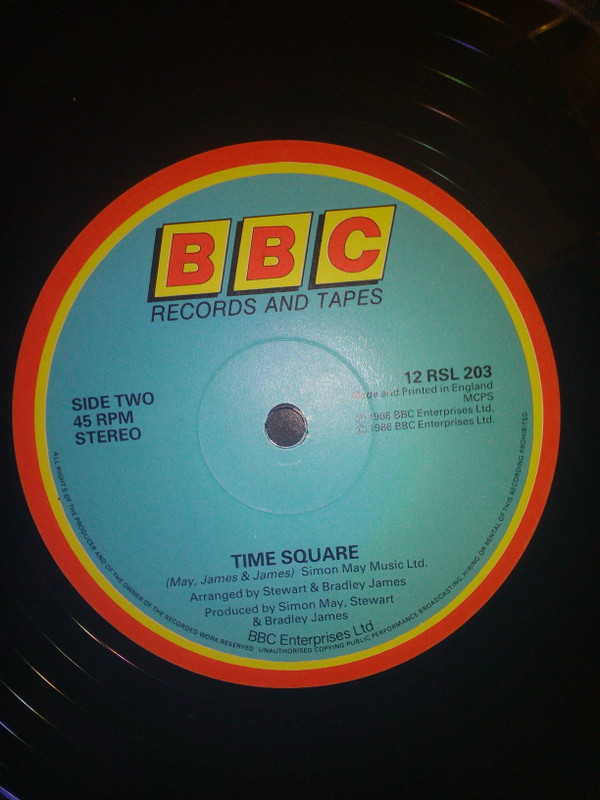 BBC
RECORDS AND TAPES
SIDE TWO
45 RPM
STEREO
12 RSL 203
Made and Printed in England
MCPS
Ⓟ 1986 BBC Enterprises Ltd.
© 1986 BBC Enterprises Ltd.
TIME SQUARE
(May, James & James) Simon May Music Ltd.
Arranged by Stewart & Bradley James
Produced by Simon May, Stewart
& Bradley James
BBC Enterprises Ltd
ALL RIGHTS OF THE PRODUCER AND OF THE OWNER OF THE RECORDED WORK RESERVED. UNAUTHORISED COPYING PUBLIC PERFORMANCE BROADCASTING, HIRING OR RENTAL OF THIS RECORDING PROHIBITED